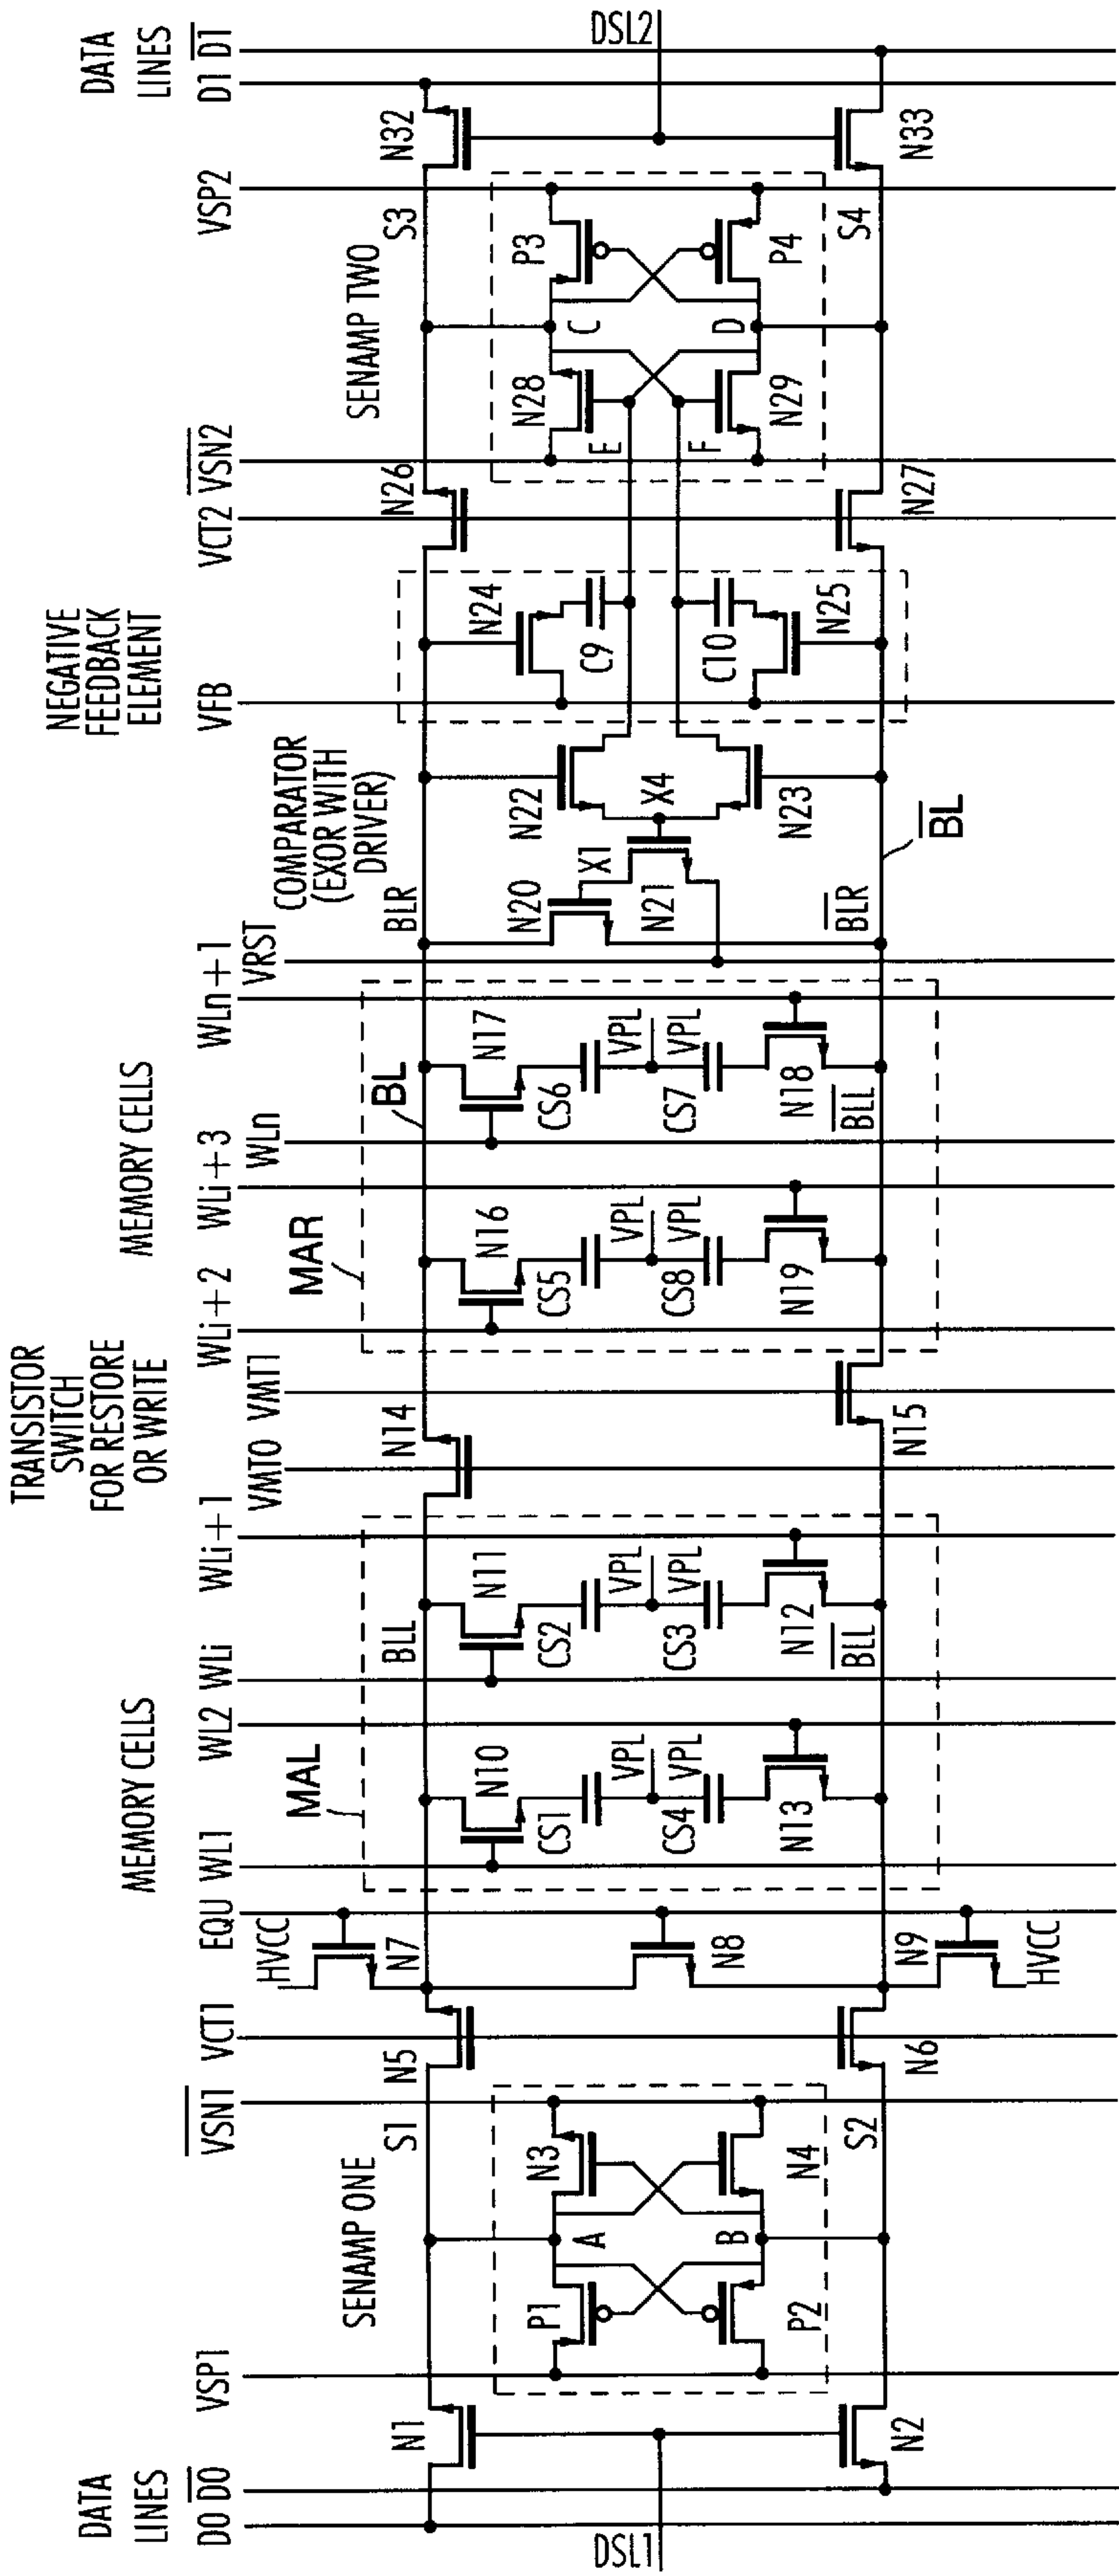 DATA
LINES
D0
D0
VSP1
SENAMP ONE
VSN1
VCT1
EQU
MEMORY CELLS
WL1
WL2
WLi
WLi+1
TRANSISTOR
SWITCH
FOR RESTORE
OR WRITE
VMT0
VMT1
MEMORY CELLS
WLi+2
WLi+3
WLn
WLn+1
VRST
COMPARATOR
(EXOR WITH
DRIVER)
NEGATIVE
FEEDBACK
ELEMENT
VFB
VCT2
VSN2
SENAMP TWO
VSP2
DATA
LINES
D1
D1
HVCC
MAL
MAR
N1
S1
N5
N7
BLL
N14
BL
BLR
N26
S3
N32
P1
N3
N10
N11
N16
N17
N20
N22
N24
N28
P3
A
CS1
CS2
CS5
CS6
X1
C9
E
C
DSL1
VPL
VPL
VPL
VPL
X4
DSL2
VPL
VPL
VPL
VPL
B
N8
CS4
CS3
CS8
CS7
N21
C10
F
D
P2
N4
N13
N12
N19
N18
N23
N25
N29
P4
BLL
BLL
BLR
N2
S2
N6
N9
N15
N27
S4
N33
BL
HVCC